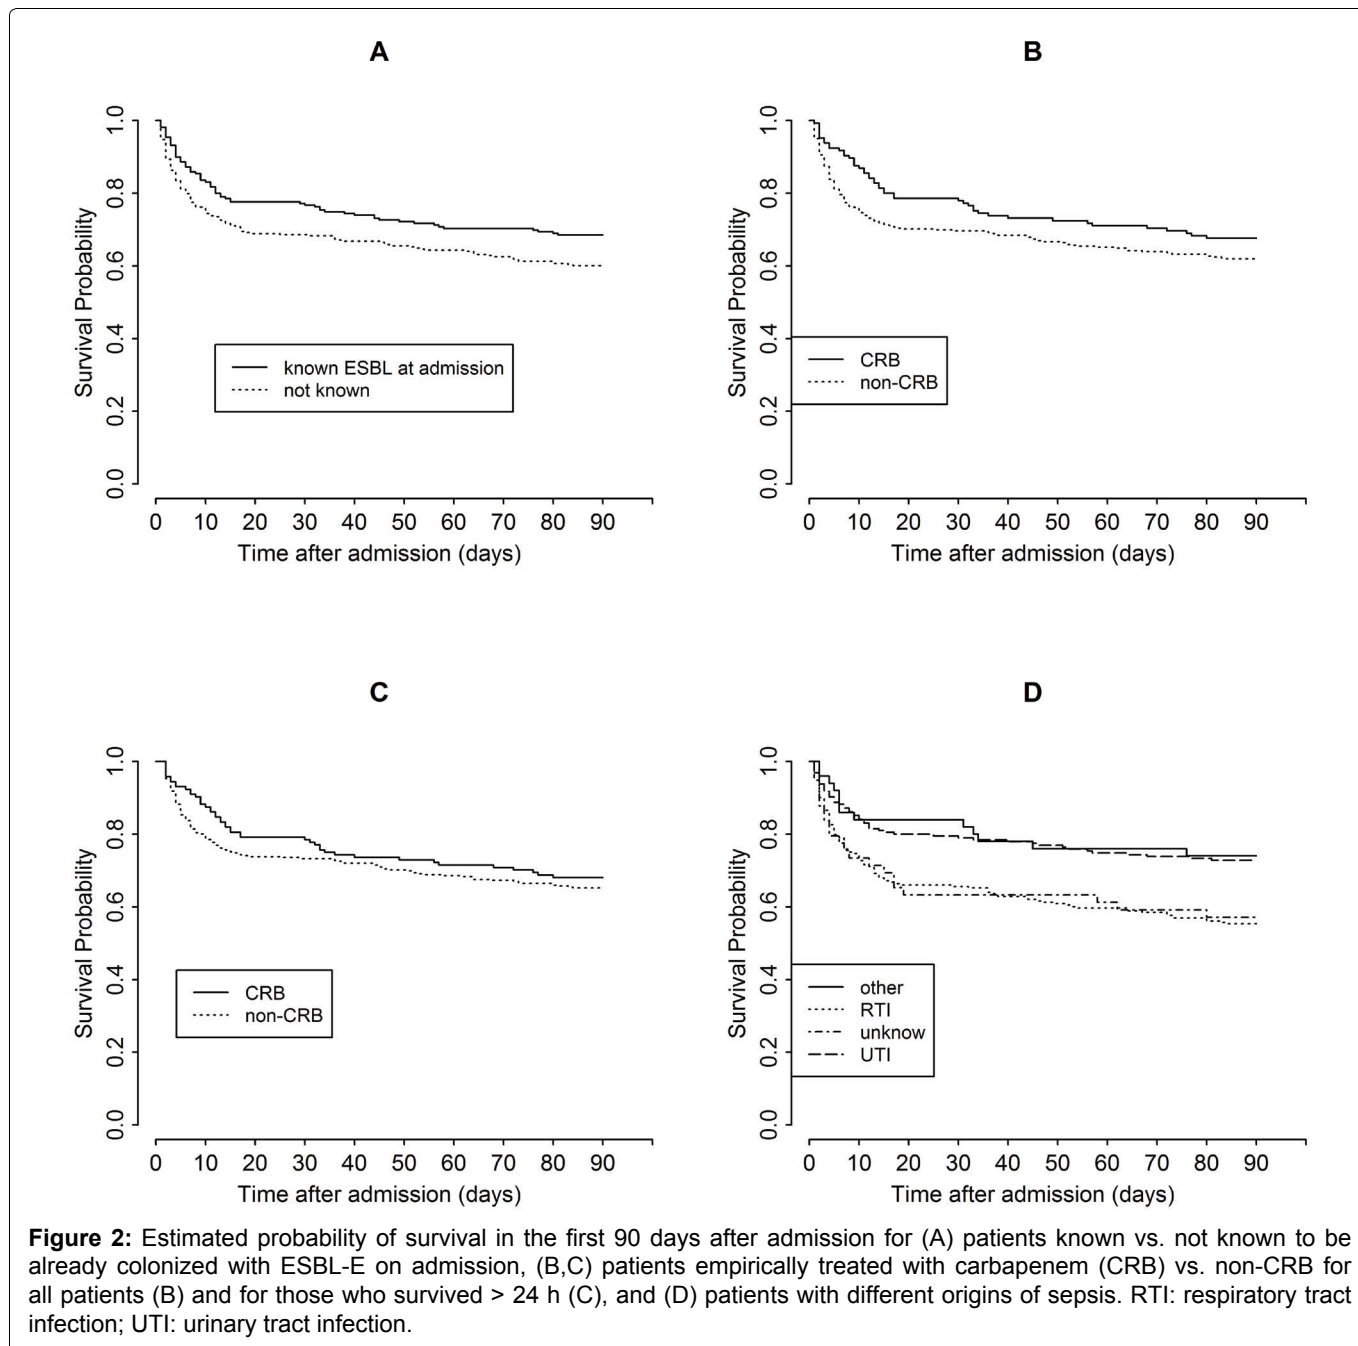 A
Survival Probability
1.0
0.8
0.6
0.4
0.2
0.0
known ESBL at admission
not known
0 10 20 30 40 50 60 70 80 90
Time after admission (days)
B
Survival Probability
1.0
0.8
0.6
0.4
0.2
0.0
CRB
non-CRB
0 10 20 30 40 50 60 70 80 90
Time after admission (days)
C
Survival Probability
1.0
0.8
0.6
0.4
0.2
0.0
CRB
non-CRB
0 10 20 30 40 50 60 70 80 90
Time after admission (days)
D
Survival Probability
1.0
0.8
0.6
0.4
0.2
0.0
other
RTI
unknow
UTI
0 10 20 30 40 50 60 70 80 90
Time after admission (days)
Figure 2: Estimated probability of survival in the first 90 days after admission for (A) patients known vs. not known to be
already colonized with ESBL-E on admission, (B,C) patients empirically treated with carbapenem (CRB) vs. non-CRB for
all patients (B) and for those who survived > 24 h (C), and (D) patients with different origins of sepsis. RTI: respiratory tract
infection; UTI: urinary tract infection.